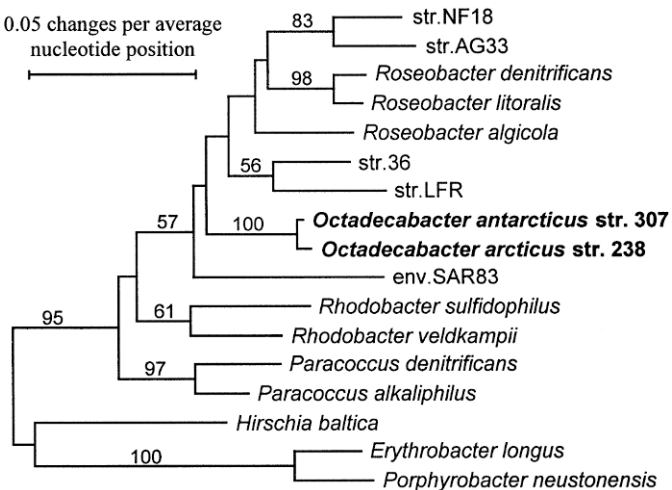 0.05 changes per average
nucleotide position
83
str.NF18
str.AG33
98
Roseobacter denitrificans
Roseobacter litoralis
Roseobacter algicola
56
str.36
str.LFR
57
100
Octadecabacter antarcticus str. 307
Octadecabacter arcticus str. 238
env.SAR83
95
61
Rhodobacter sulfidophilus
Rhodobacter veldkampii
97
Paracoccus denitrificans
Paracoccus alkaliphilus
Hirschia baltica
100
Erythrobacter longus
Porphyrobacter neustonensis